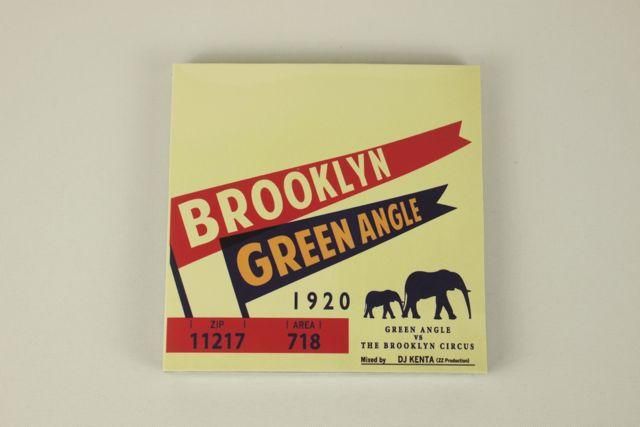 BROOKLYN
GREEN ANGLE
1920
ZIP AREA
11217 718
GREEN ANGLE
VS
THE BROOKLYN CIRCUS
Mixed by DJ KENTA (ZZ Production)